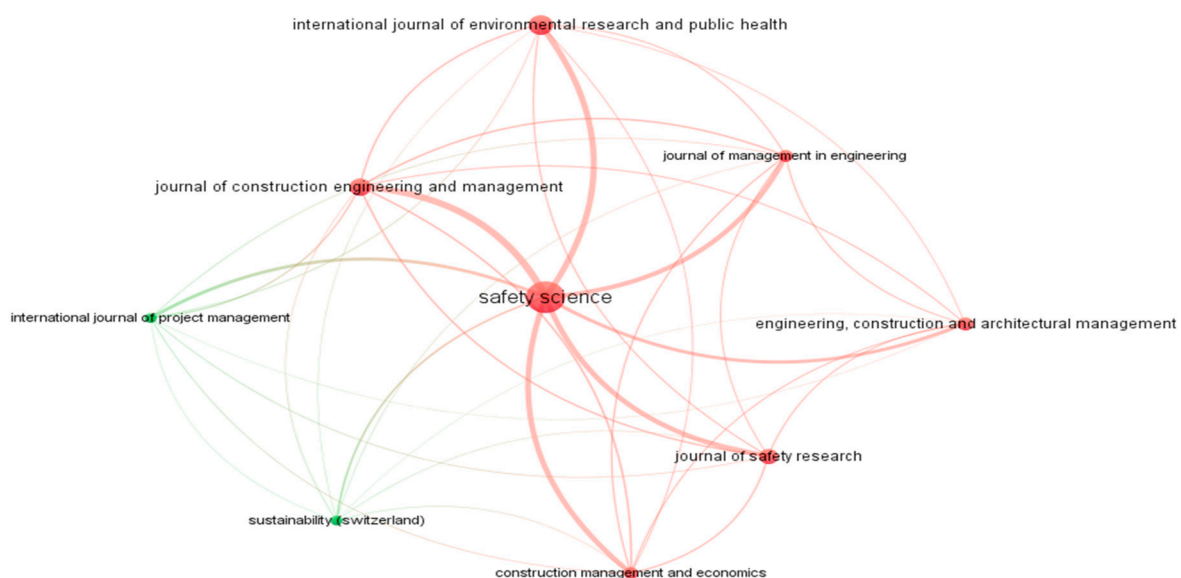 international journal of environmental research and public health
journal of management in engineering
journal of construction engineering and management
safety science
international journal of project management
engineering, construction and architectural management
journal of safety research
sustainability (switzerland)
construction management and economics